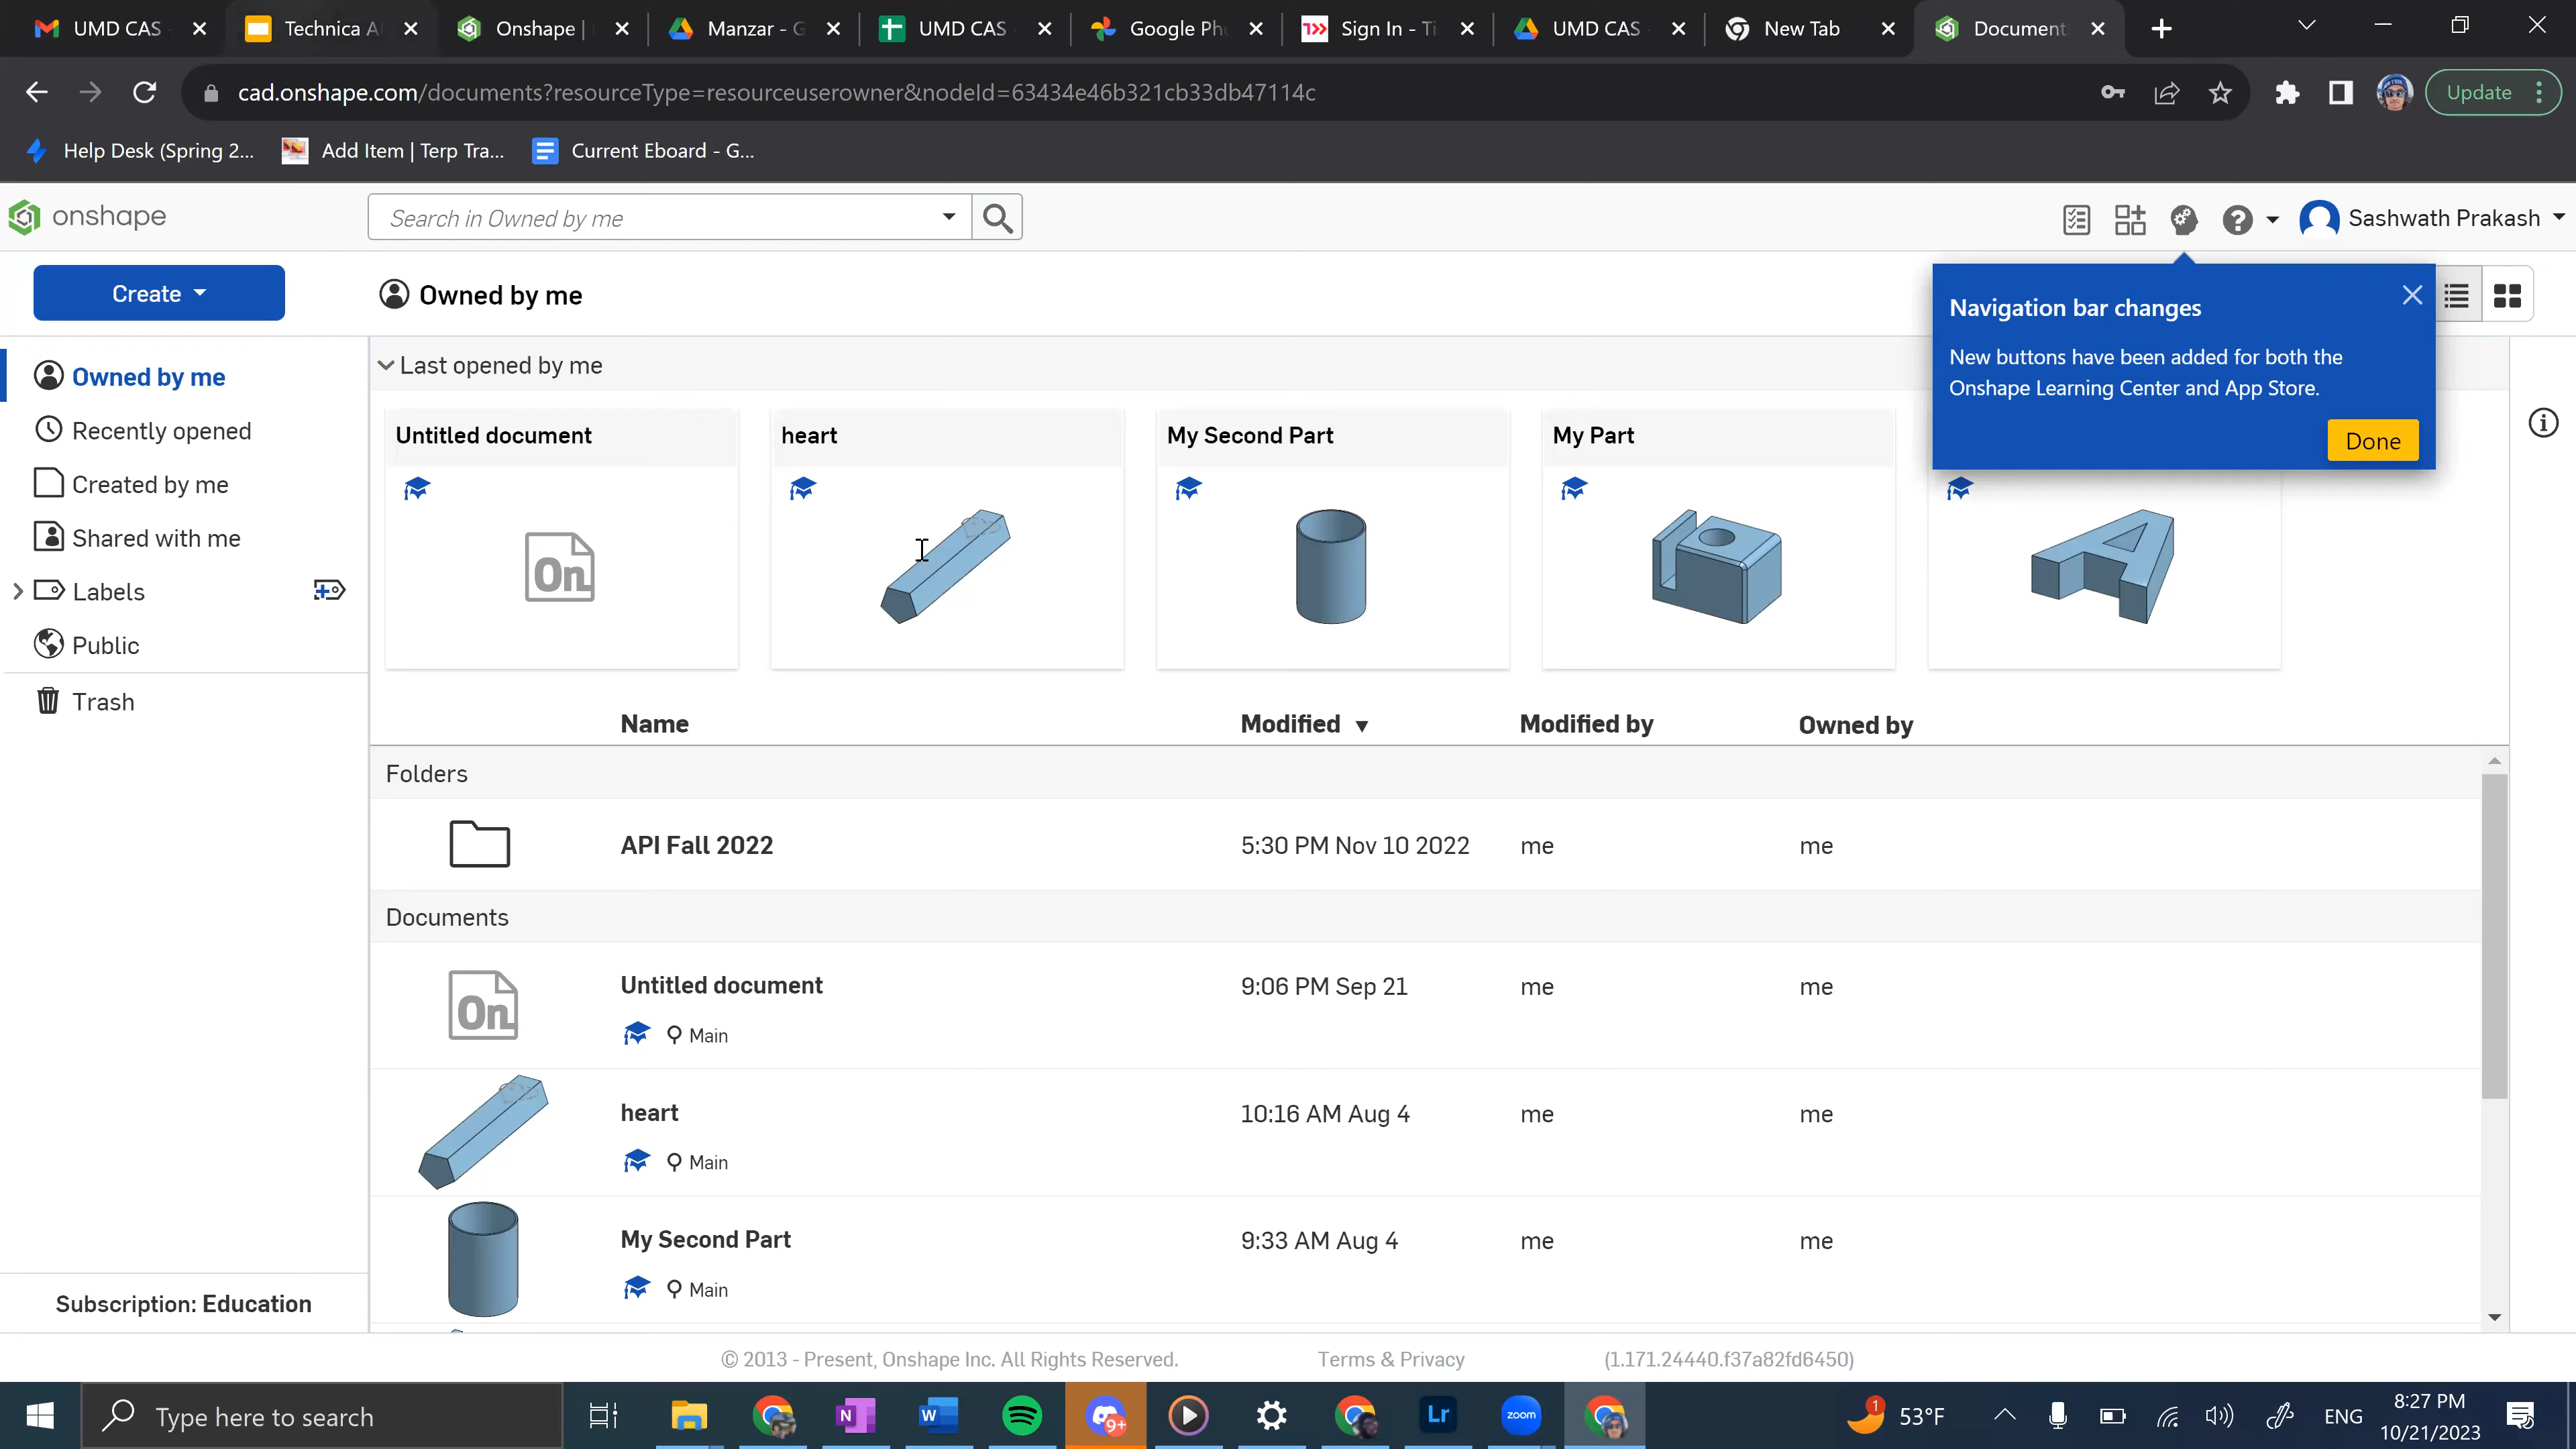 UMD CAS
Technica A
Onshape |
Manzar - G
UMD CAS
Google Ph
Sign In - Ti
UMD CAS
New Tab
Document
cad.onshape.com/documents?resourceType=resourceuserowner&nodeId=63434e46b321cb33db47114c
Update
Help Desk (Spring 2...
Add Item | Terp Tra...
Current Eboard - G...
onshape
Search in Owned by me
Sashwath Prakash
Create
Owned by me
Navigation bar changes
New buttons have been added for both the
Onshape Learning Center and App Store.
Done
Owned by me
Recently opened
Created by me
Shared with me
Labels
Public
Trash
Last opened by me
Untitled document
On
heart
My Second Part
My Part
Name Modified Modified by Owned by
Folders
API Fall 2022 5:30 PM Nov 10 2022 me me
Documents
On
Untitled document 9:06 PM Sep 21 me me
Main
heart 10:16 AM Aug 4 me me
Main
My Second Part 9:33 AM Aug 4 me me
Main
Subscription: Education
© 2013 - Present, Onshape Inc. All Rights Reserved.
Terms & Privacy
(1.171.24440.f37a82fd6450)
Type here to search
N
W
9+
Lr
zoom
1
53°F
ENG
8:27 PM
10/21/2023